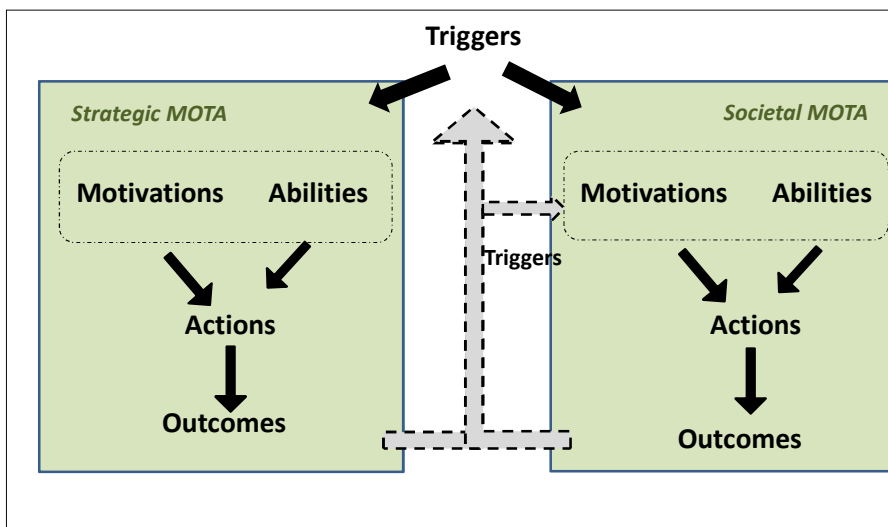 Triggers
Strategic MOTA
Societal MOTA
Motivations Abilities
Motivations Abilities
Triggers
Actions
Actions
Outcomes
Outcomes